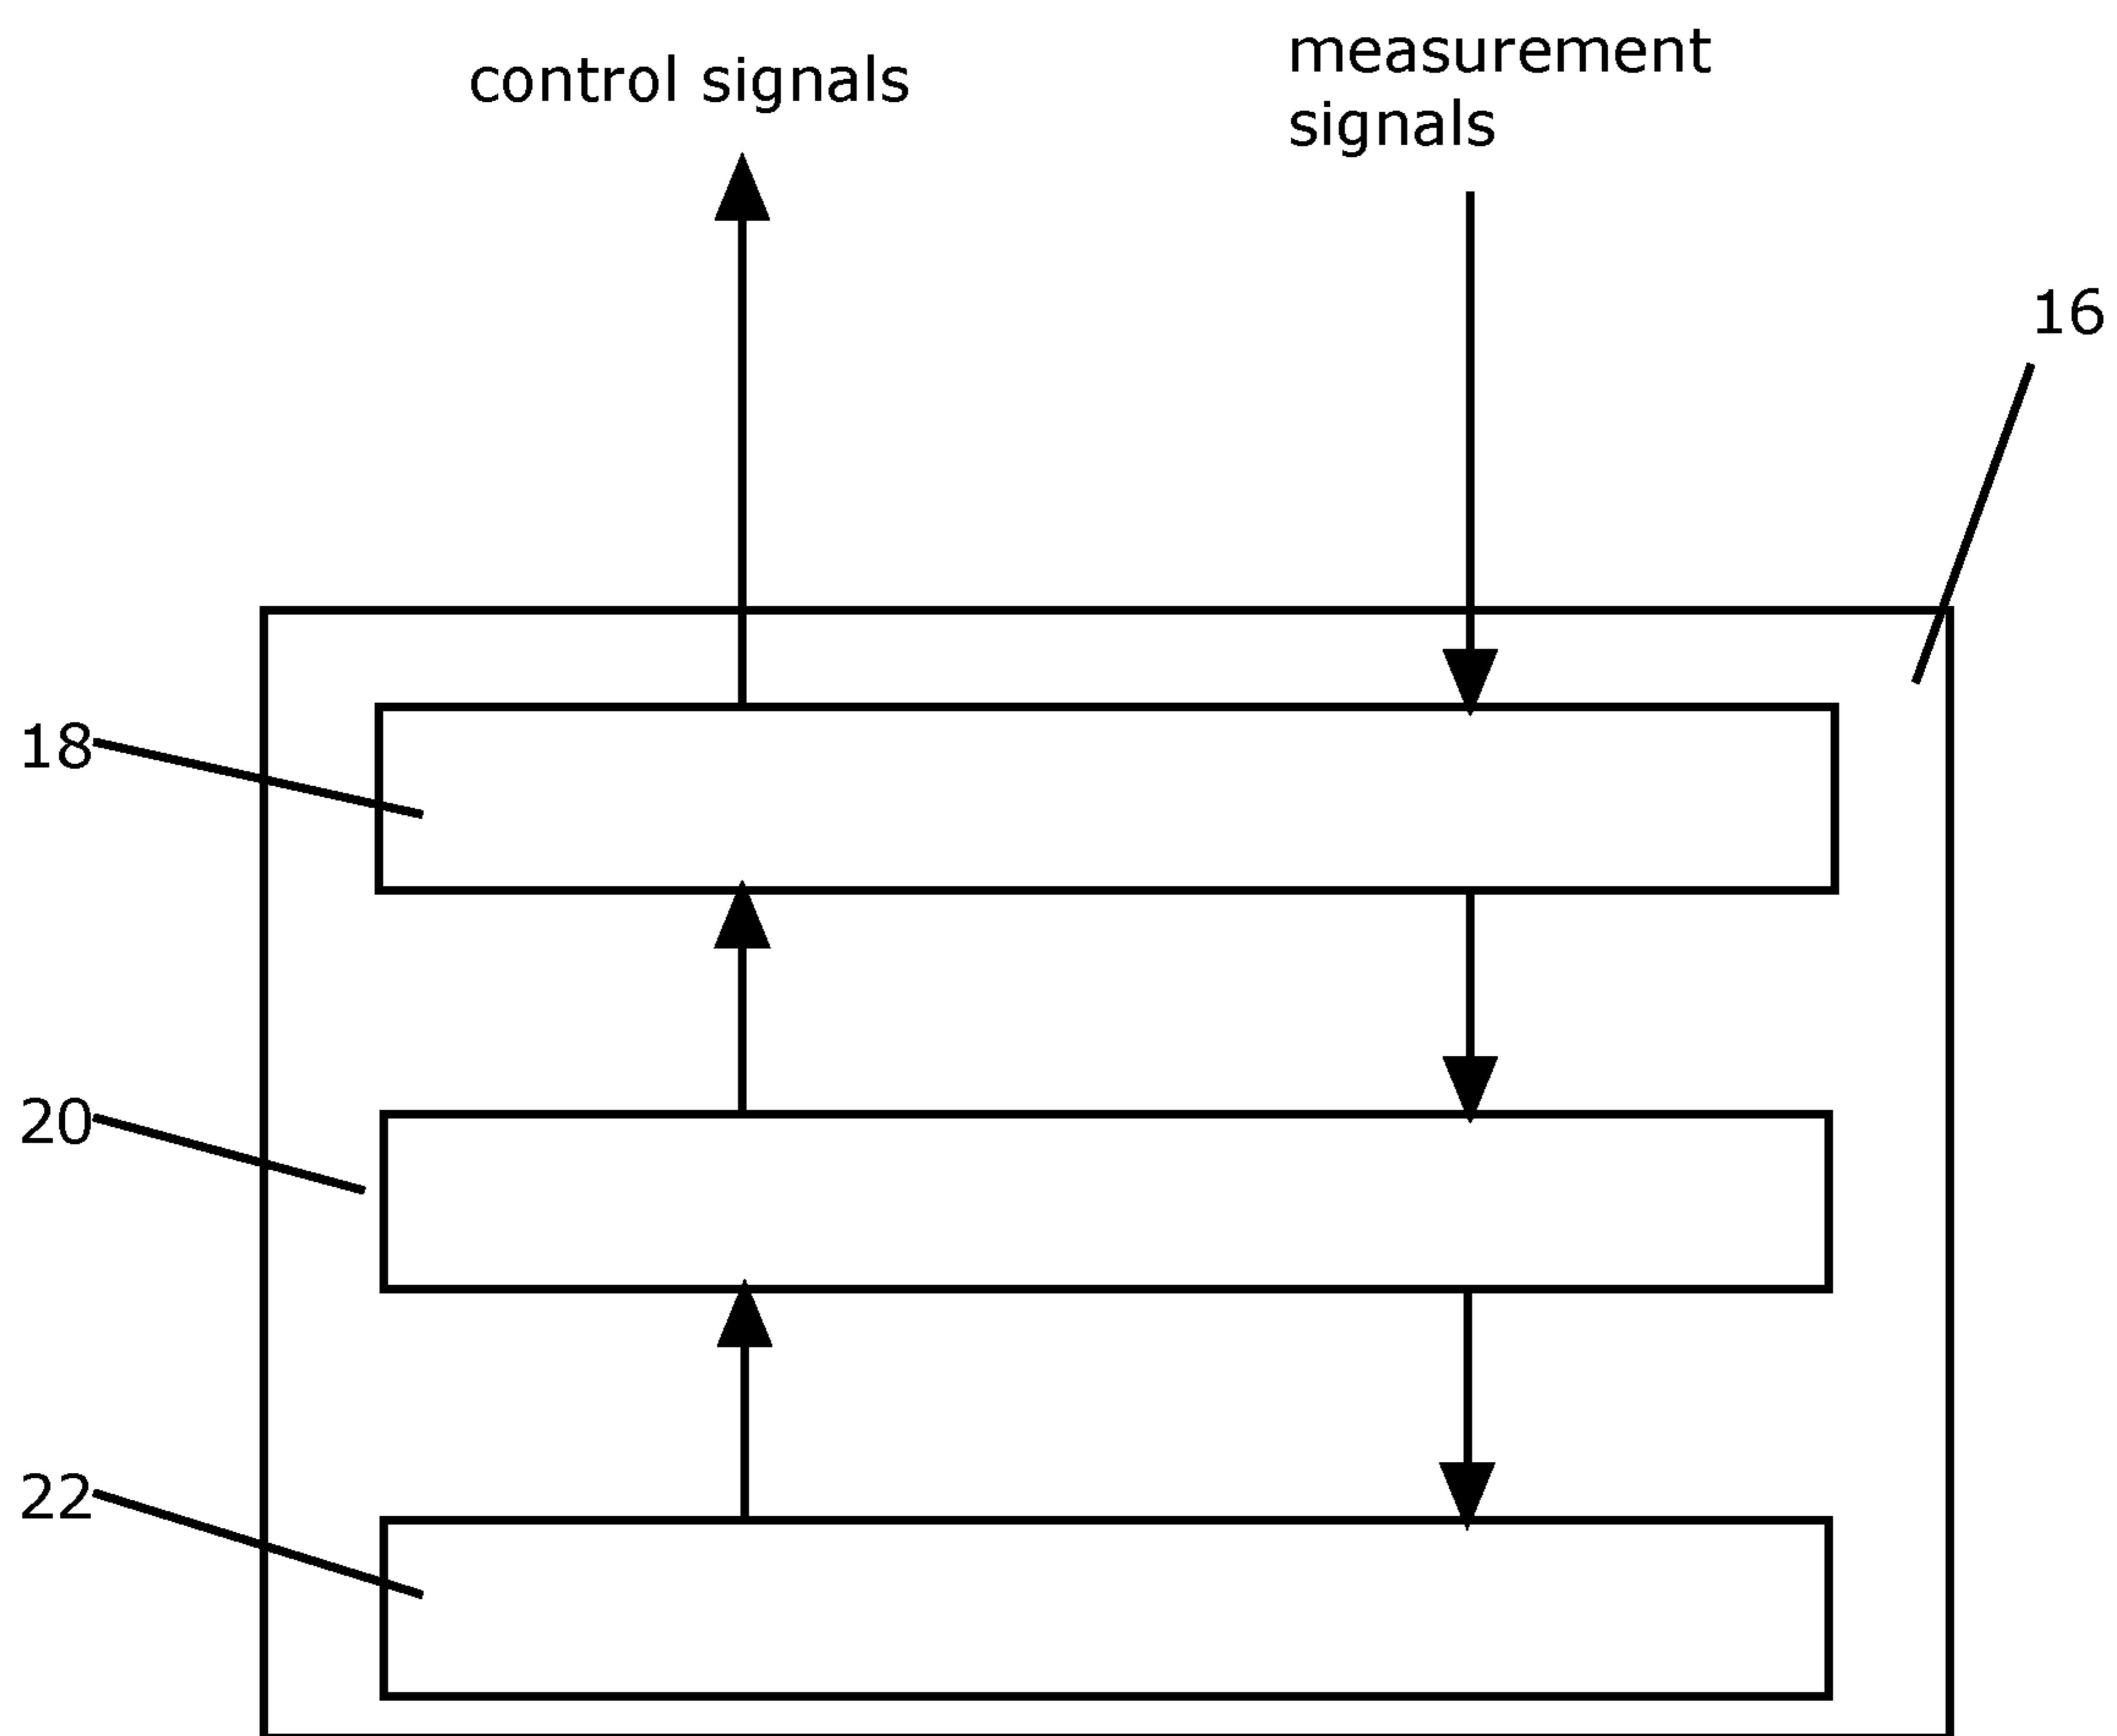 control signals
measurement
signals
16
18
20
22